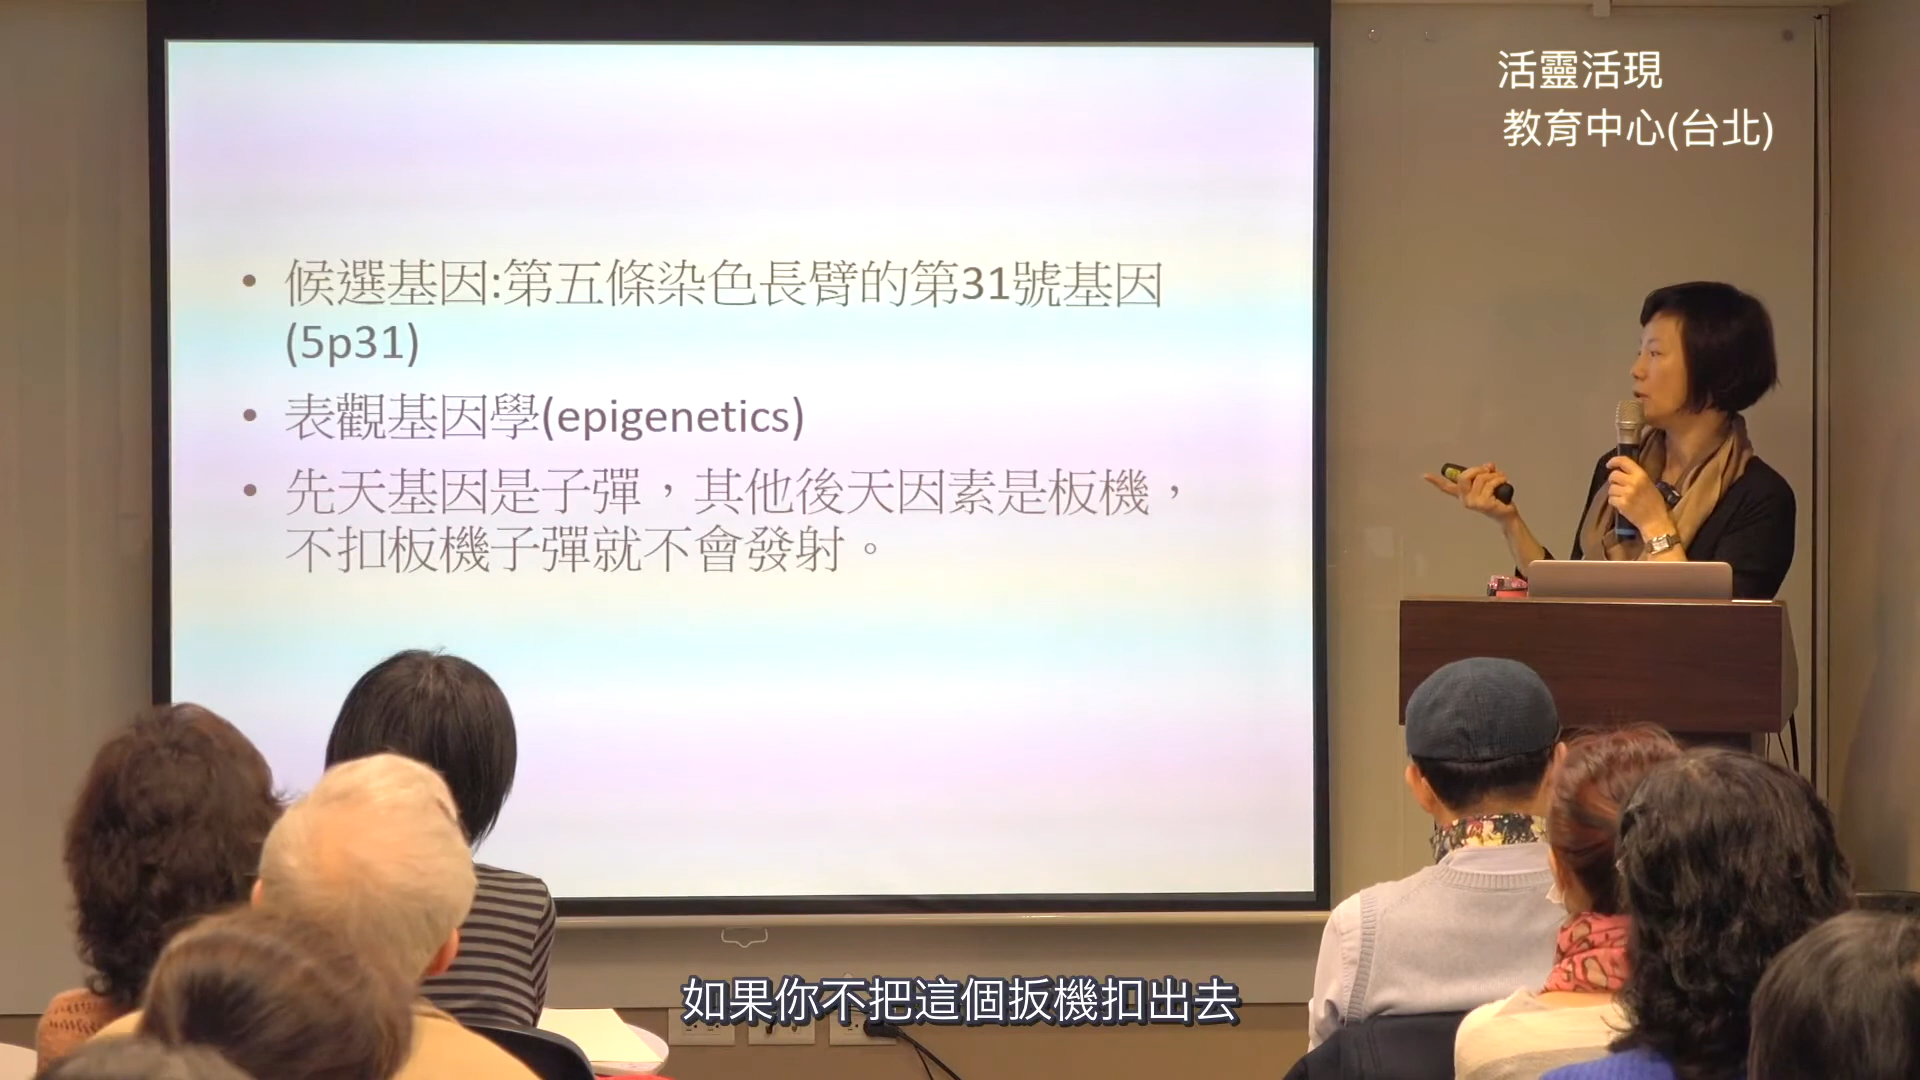 活靈活現
教育中心(台北)
• 候選基因:第五條染色長臂的第31號基因
(5p31)
• 表觀基因學(epigenetics)
• 先天基因是子彈，其他後天因素是板機，
不扣板機子彈就不會發射。
如果你不把這個扳機扣出去